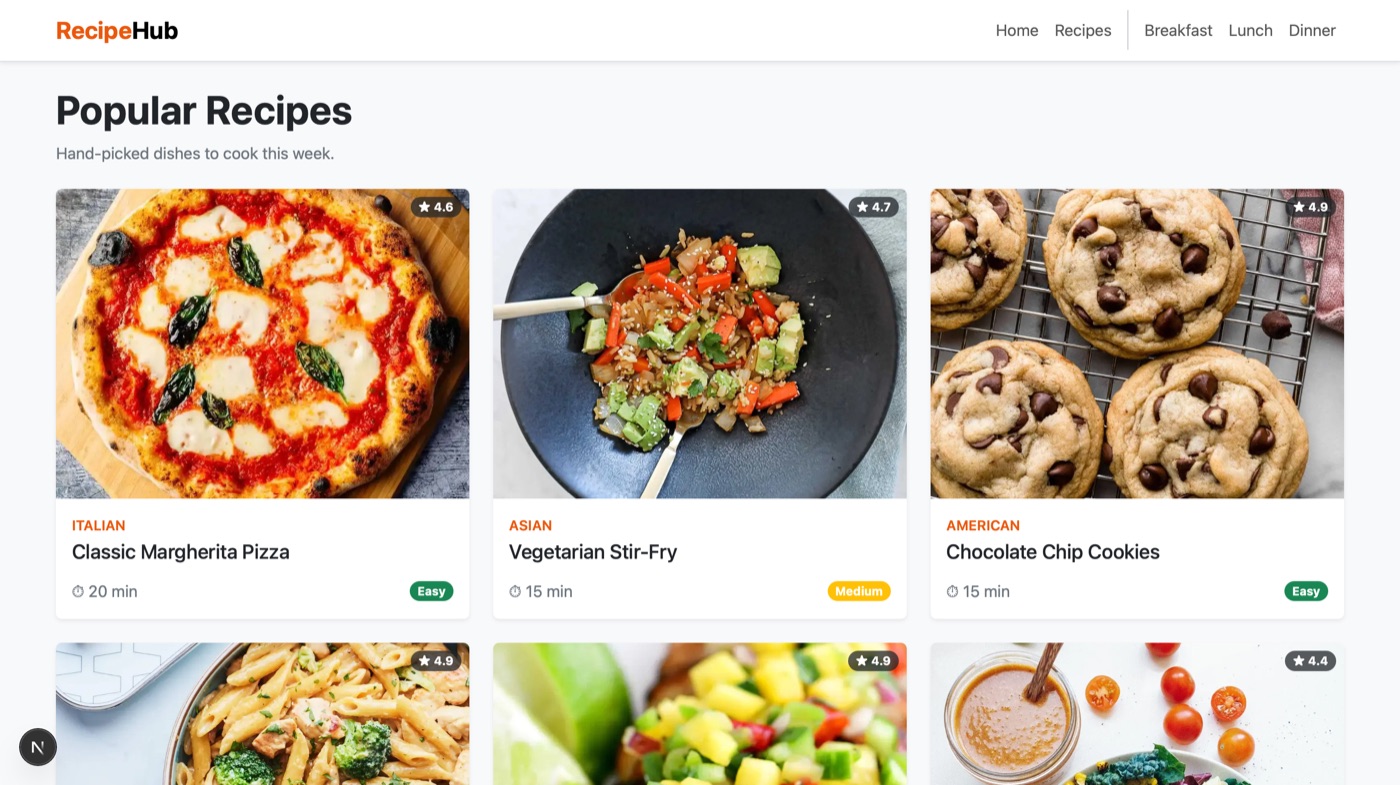 RecipeHub
Home Recipes Breakfast Lunch Dinner
Popular Recipes
Hand-picked dishes to cook this week.
★ 4.6
ITALIAN
Classic Margherita Pizza
⏱ 20 min
Easy
★ 4.7
ASIAN
Vegetarian Stir-Fry
⏱ 15 min
Medium
★ 4.9
AMERICAN
Chocolate Chip Cookies
⏱ 15 min
Easy
★ 4.9
★ 4.9
★ 4.4
N